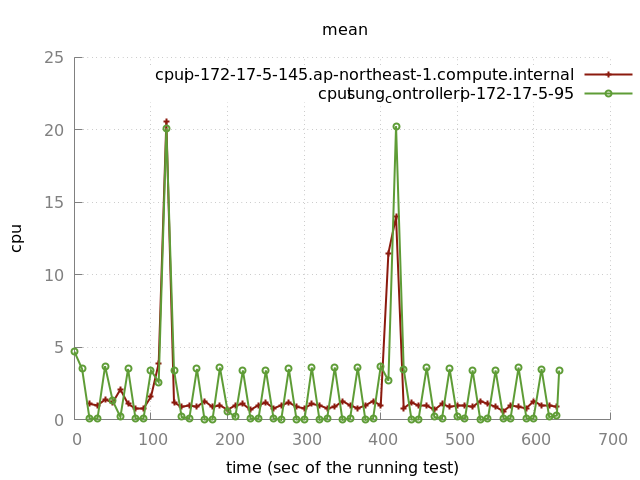 mean
25
20
15
10
5
0
cpu
cpuip-172-17-5-145.ap-northeast-1.compute.internal
cputsung_controllerip-172-17-5-95
0 100 200 300 400 500 600 700
time (sec of the running test)